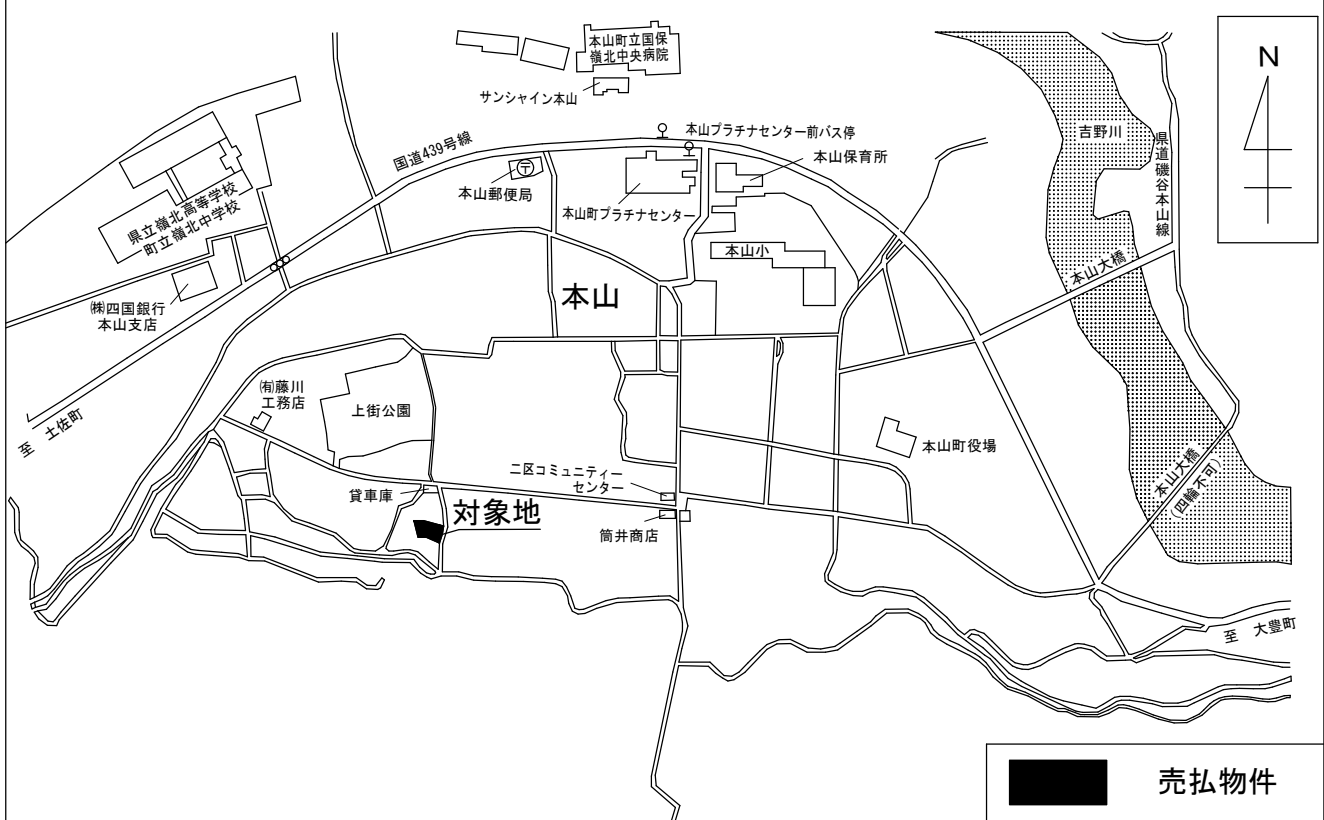 本山町立国保
嶺北中央病院
サンシャイン本山
N
国道439号線
本山プラチナセンター前バス停
吉野川
県道磯谷本山線
本山保育所
〒
本山郵便局
本山町プラチナセンター
県立嶺北高等学校
町立嶺北中学校
本山小
本山大橋
㈱四国銀行
本山支店
本山
㈲藤川
工務店
上街公園
至 土佐町
本山町役場
二区コミュニティー
センター
本山大橋
(四輪不可)
貸車庫
対象地
筒井商店
至 大豊町
売払物件